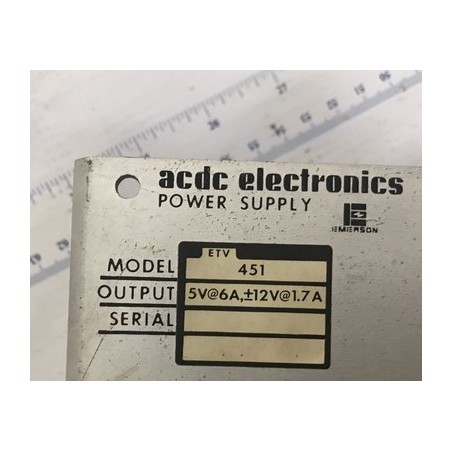 acdc electronics
POWER SUPPLY
EMERSON
ETV
MODEL 451
OUTPUT 5V@6A,±12V@1.7A
SERIAL